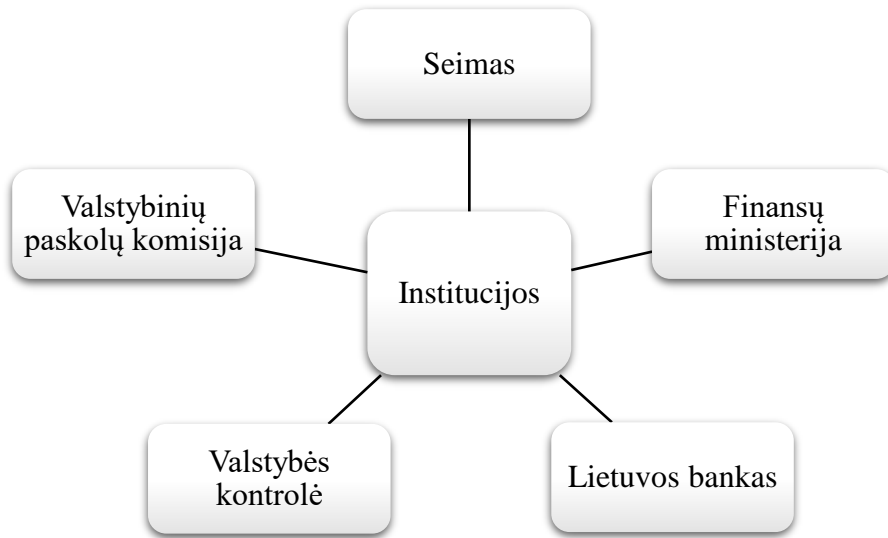 Seimas
Valstybinių
paskolų komisija
Finansų
ministerija
Institucijos
Valstybės
kontrolė
Lietuvos bankas